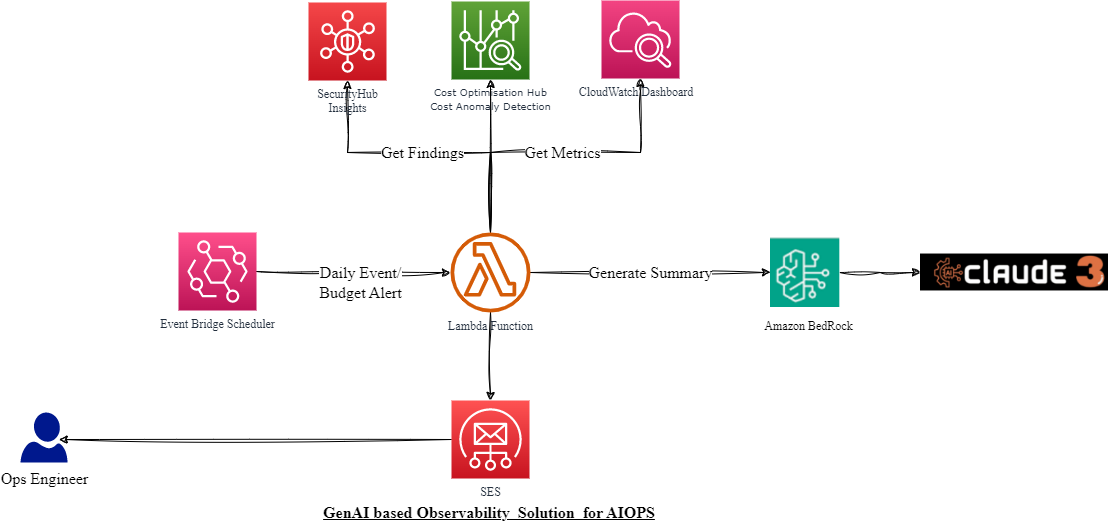 SecurityHub
Insights
Cost Optimisation Hub
Cost Anomaly Detection
CloudWatch Dashboard
Get Findings
Get Metrics
Daily Event/
Budget Alert
Generate Summary
AI
CLAUDE 3
Event Bridge Scheduler
Lambda Function
Amazon BedRock
Ops Engineer
SES
GenAI based Observability Solution for AIOPS